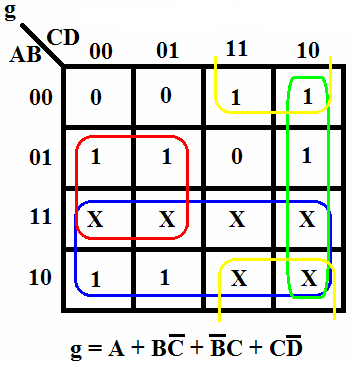 g
CD
AB
00 01 11 10
00 0 0 1 1
01 1 1 0 1
11 X X X X
10 1 1 X X
g = A + BC̅ + B̅C + CD̅